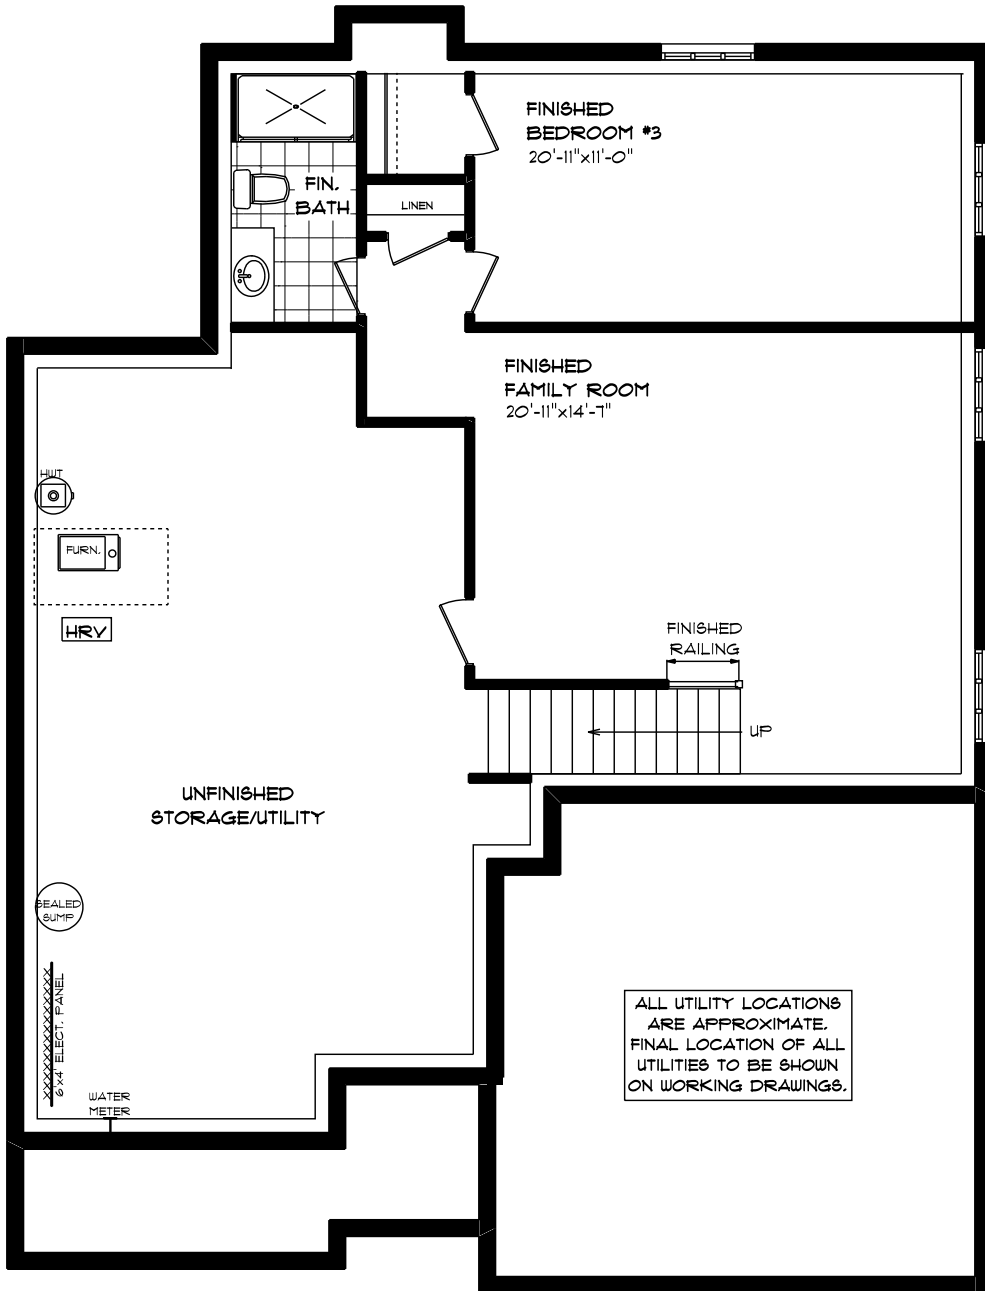 FINISHED
BEDROOM #3
20'-11"x11'-0"
FIN.
BATH
LINEN
FINISHED
FAMILY ROOM
20'-11"x14'-7"
HWT
FURN.
HRV
FINISHED
RAILING
UP
UNFINISHED
STORAGE/UTILITY
SEALED
SUMP
6'x4' ELECT. PANEL
WATER
METER
ALL UTILITY LOCATIONS
ARE APPROXIMATE.
FINAL LOCATION OF ALL
UTILITIES TO BE SHOWN
ON WORKING DRAWINGS.